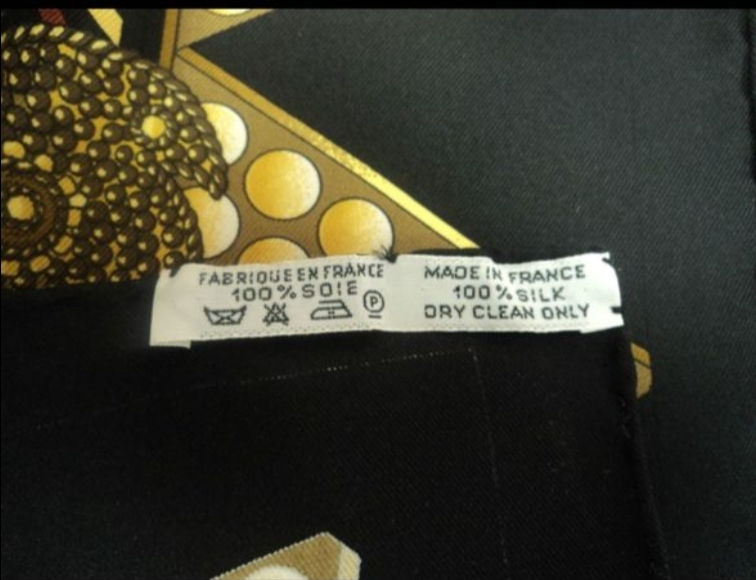 FABRIQUE EN FRANCE
100% SOIE
P
MADE IN FRANCE
100% SILK
DRY CLEAN ONLY